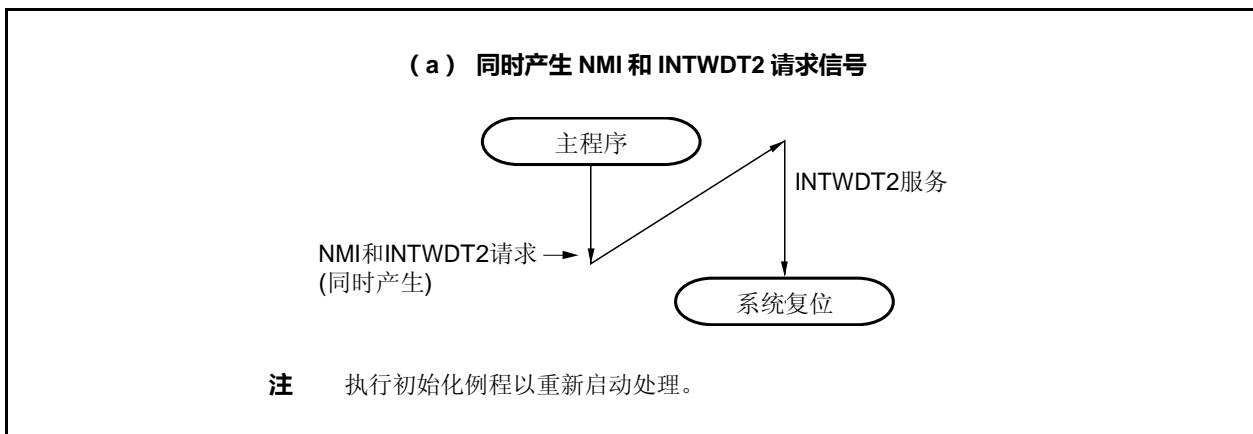 （a） 同时产生 NMI 和 INTWDT2 请求信号
主程序
INTWDT2服务
NMI和INTWDT2请求
(同时产生)
系统复位
注 执行初始化例程以重新启动处理。